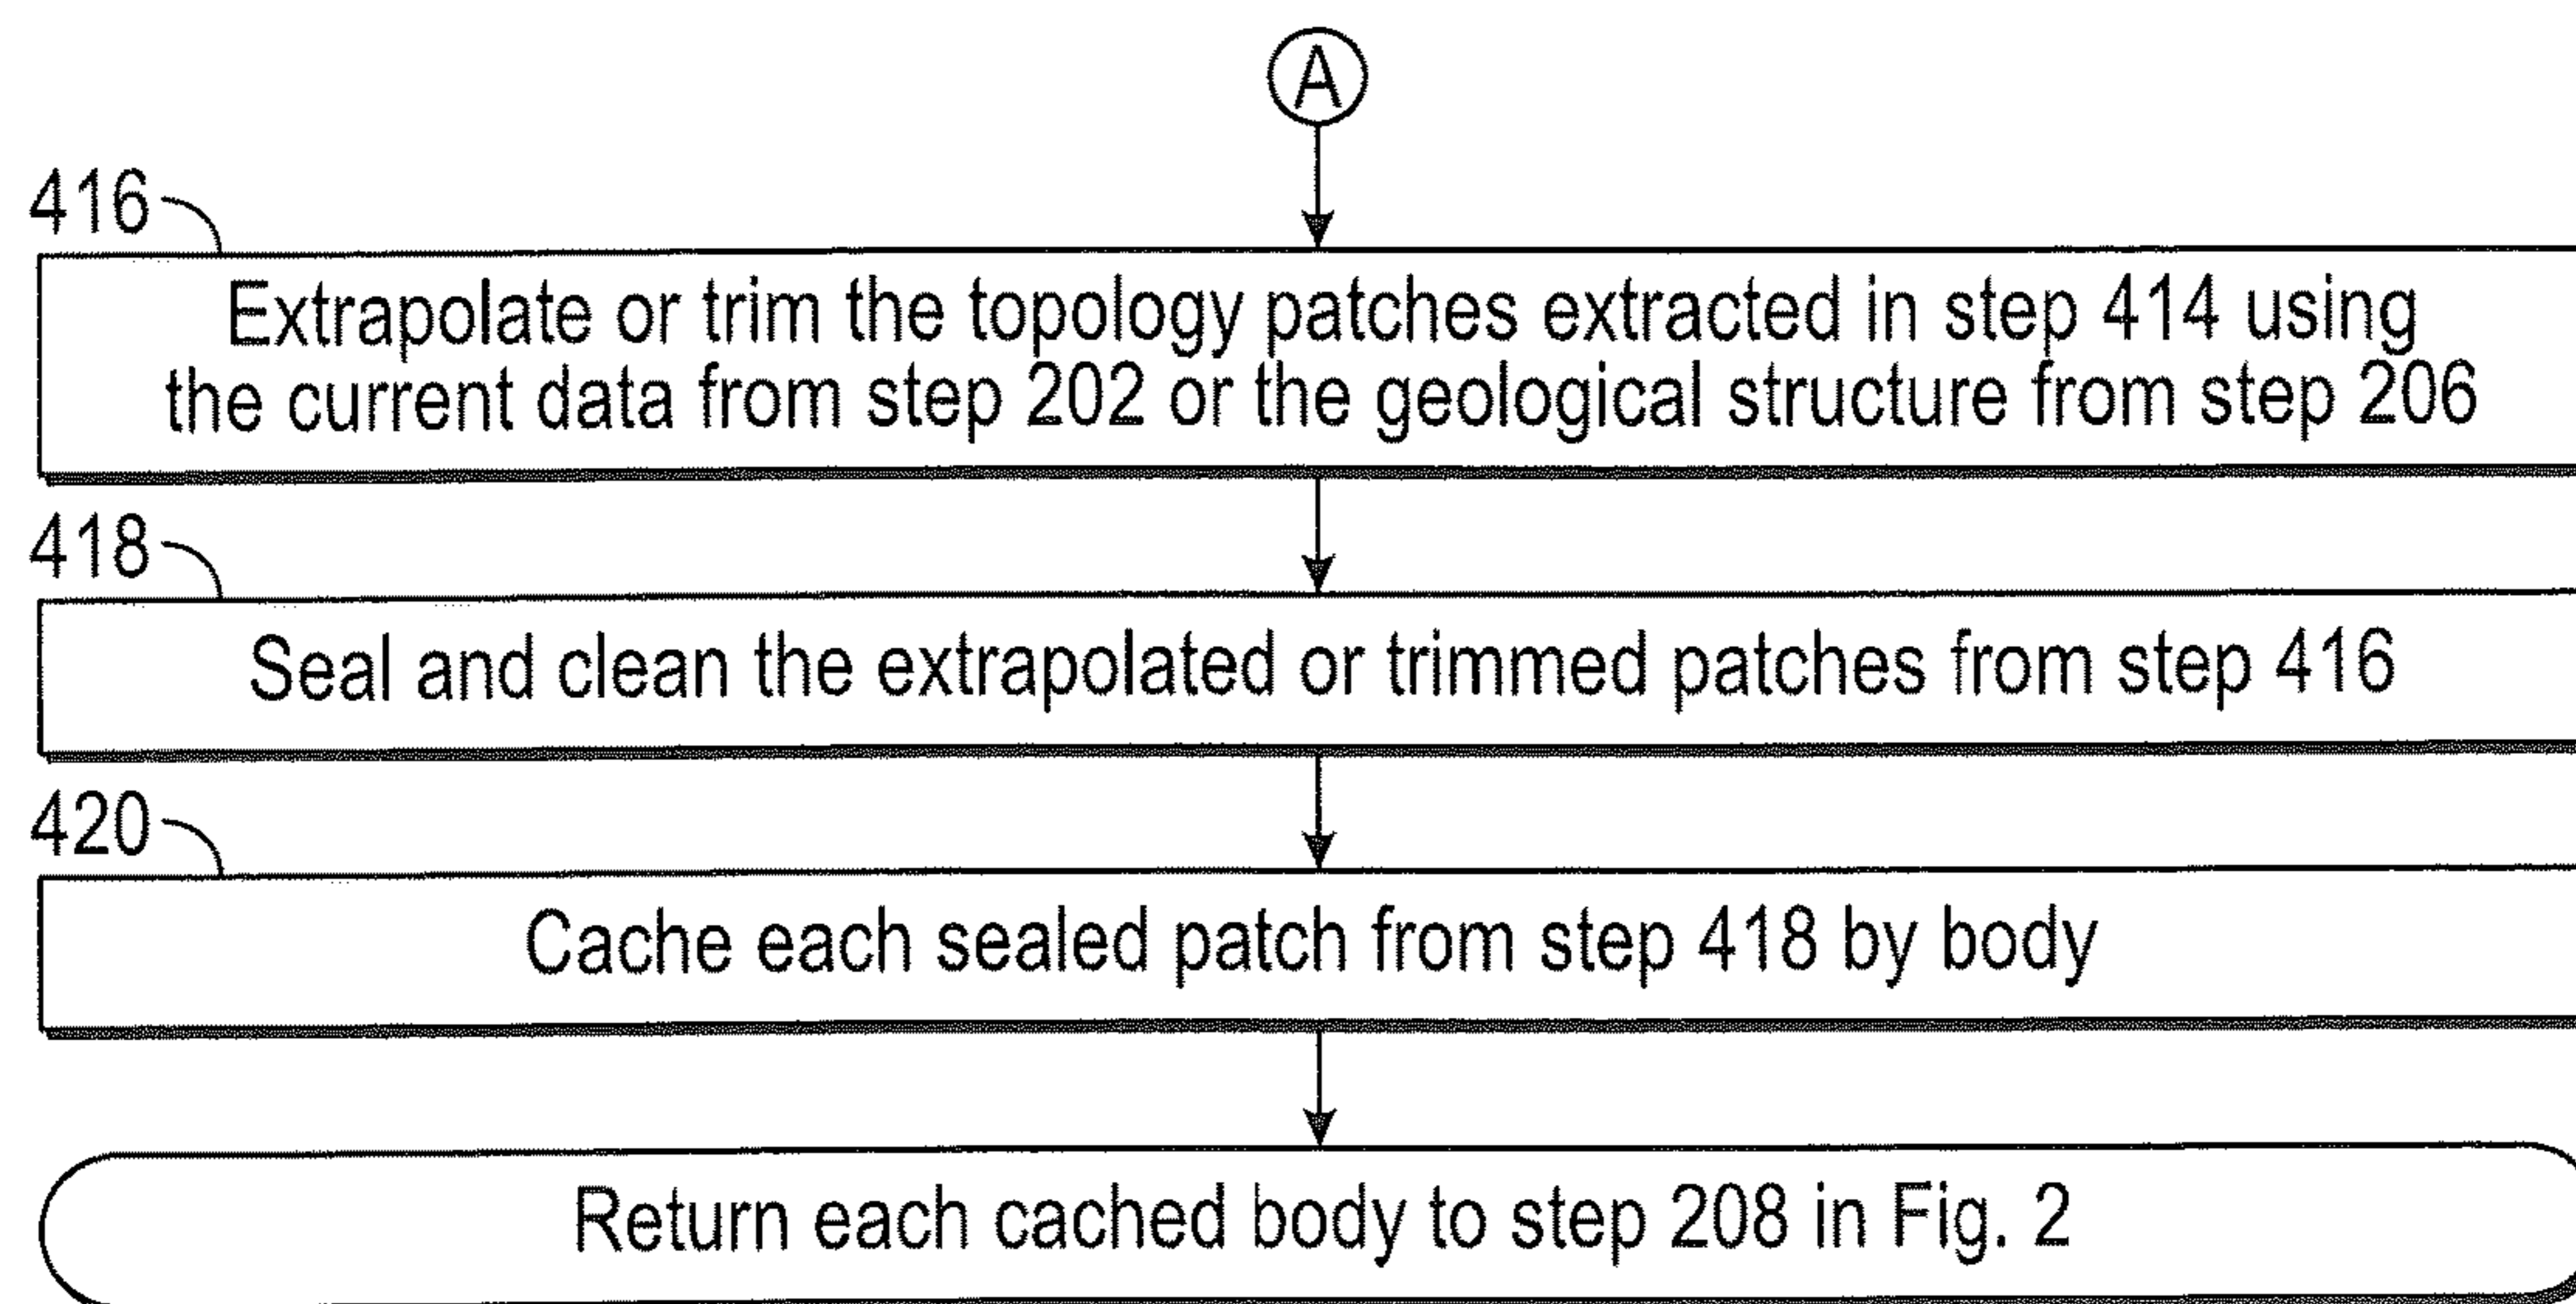 A
416
Extrapolate or trim the topology patches extracted in step 414 using
the current data from step 202 or the geological structure from step 206
418
Seal and clean the extrapolated or trimmed patches from step 416
420
Cache each sealed patch from step 418 by body
Return each cached body to step 208 in Fig. 2